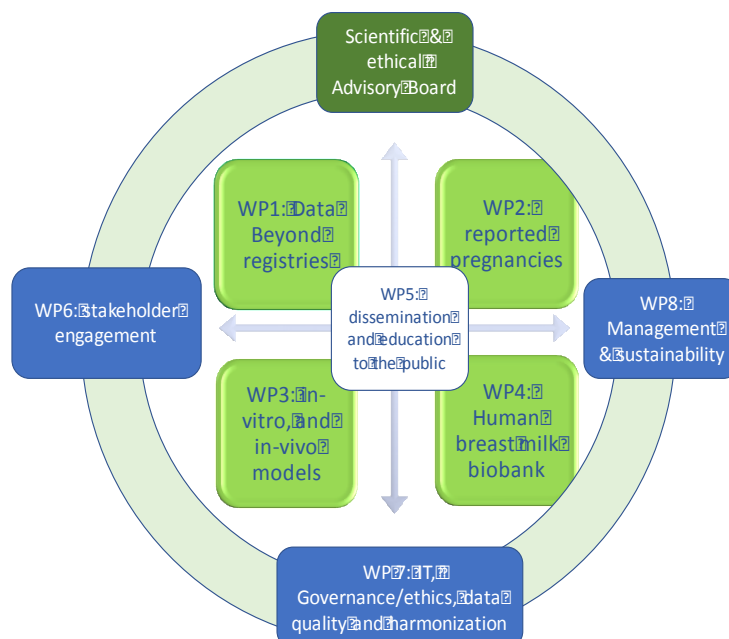 Scientific &
ethical
Advisory Board
WP1: Data
Beyond
registries
WP2:
reported
pregnancies
WP6: stakeholder
engagement
WP5:
dissemination
and education
to the public
WP8:
Management
& sustainability
WP3: in-
vitro, and
in-vivo
models
WP4:
Human
breast milk
biobank
WP 7: IT,
Governance/ethics, data
quality and harmonization